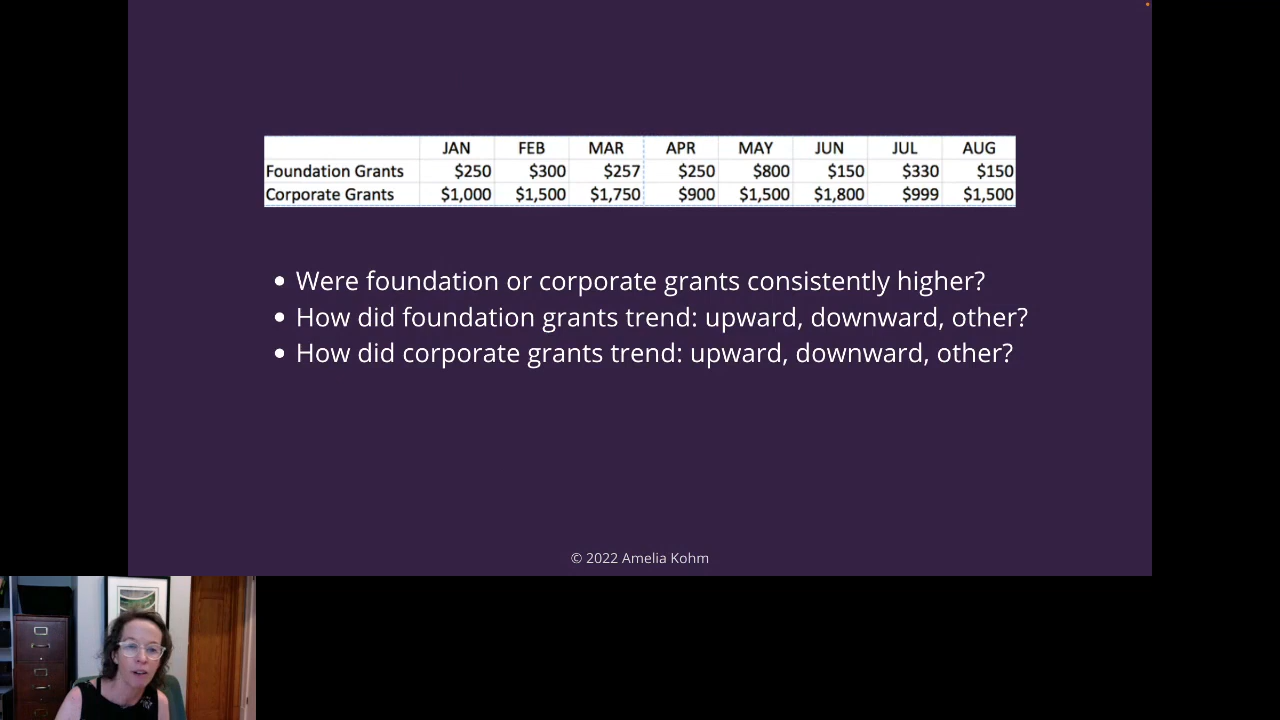 JAN FEB MAR APR MAY JUN JUL AUG
Foundation Grants $250 $300 $257 $250 $800 $150 $330 $150
Corporate Grants $1,000 $1,500 $1,750 $900 $1,500 $1,800 $999 $1,500
• Were foundation or corporate grants consistently higher?
• How did foundation grants trend: upward, downward, other?
• How did corporate grants trend: upward, downward, other?
© 2022 Amelia Kohm